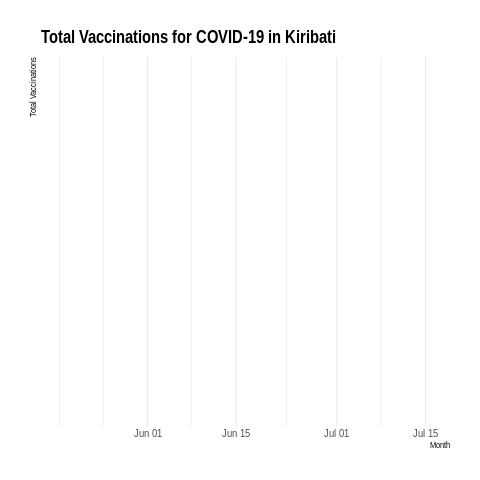 Total Vaccinations for COVID-19 in Kiribati
Total Vaccinations
Jun 01
Jun 15
Jul 01
Jul 15
Month